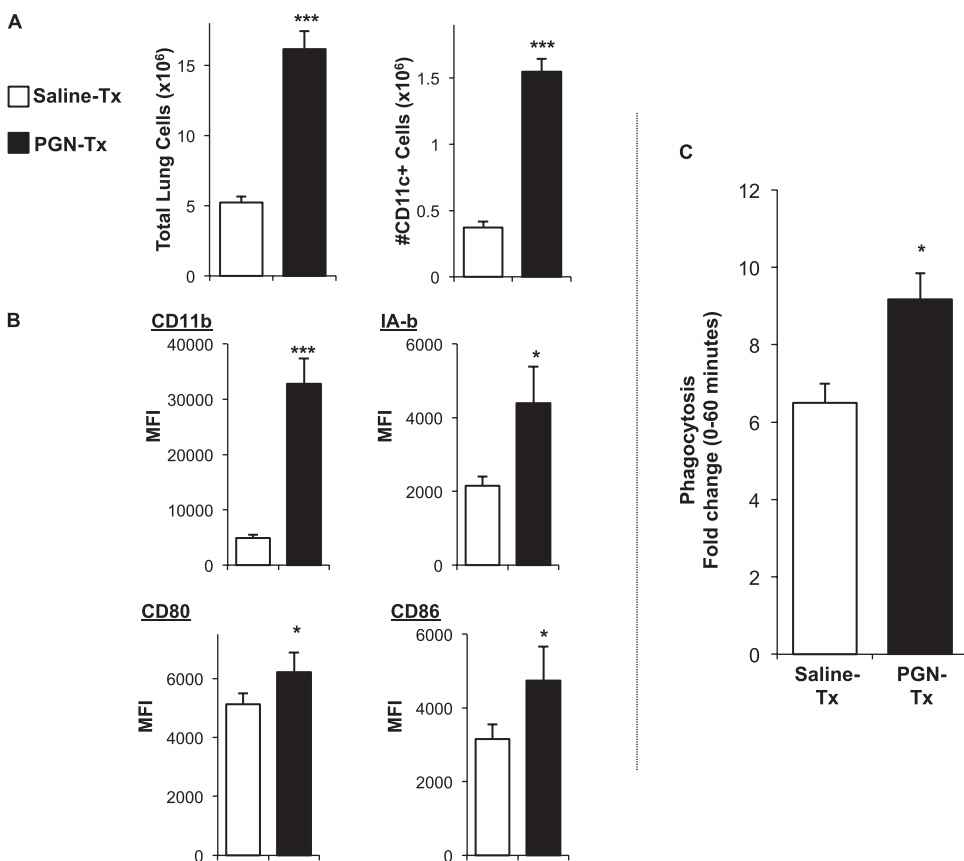 A
Saline-Tx
PGN-Tx
Total Lung Cells (x10⁶)
15
10
5
0
***
#CD11c+ Cells (x10⁶)
1.5
1
0.5
0
***
B
CD11b
MFI
40000
30000
20000
10000
0
***
IA-b
MFI
6000
4000
2000
0
*
CD80
MFI
6000
4000
2000
0
*
CD86
MFI
6000
4000
2000
0
*
C
Phagocytosis
Fold change (0-60 minutes)
12
10
8
6
4
2
0
*
Saline-
Tx
PGN-
Tx